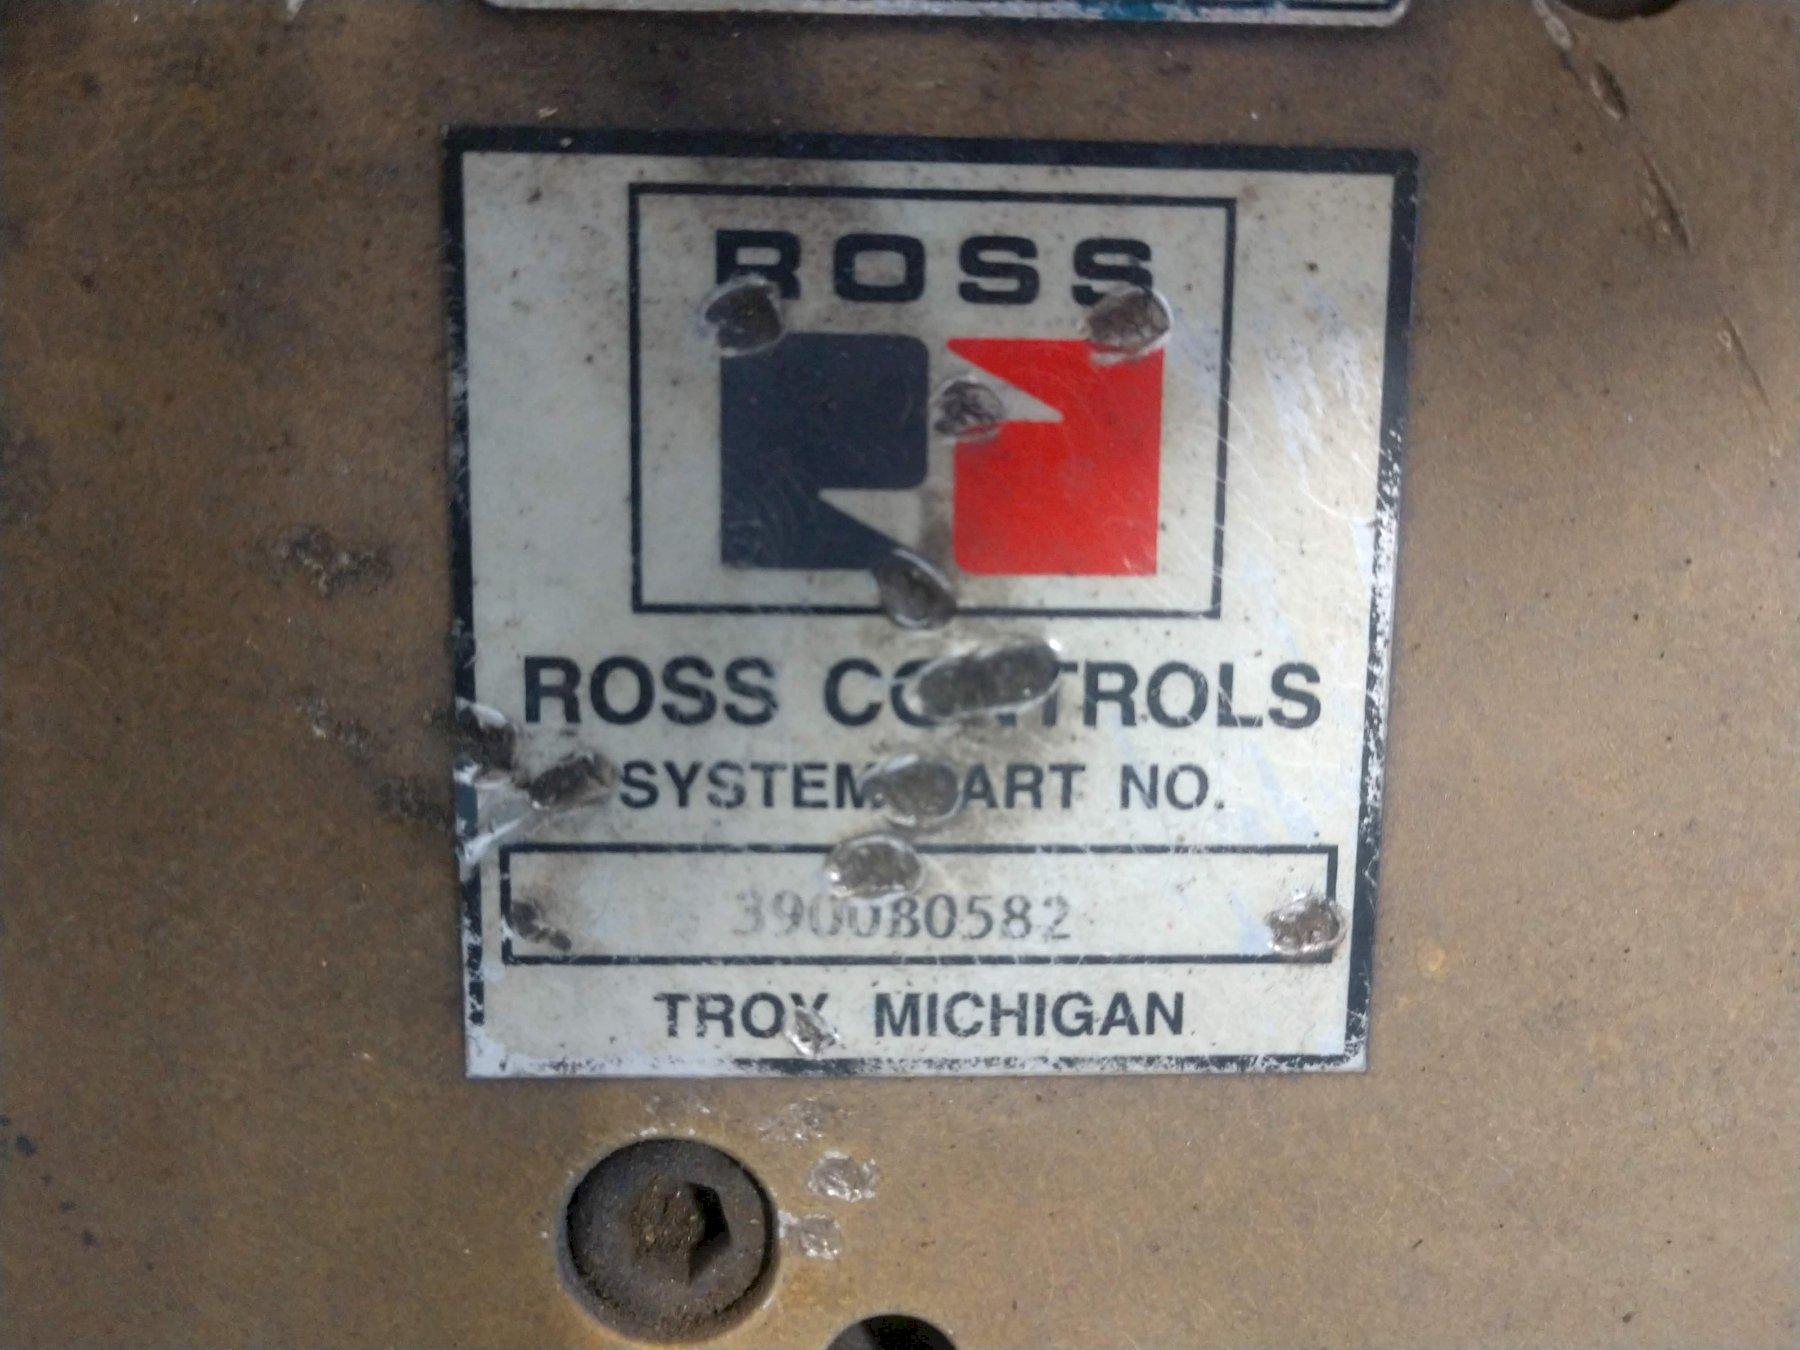 ROSS
ROSS CONTROLS
SYSTEM PART NO.
390080582
TROY MICHIGAN